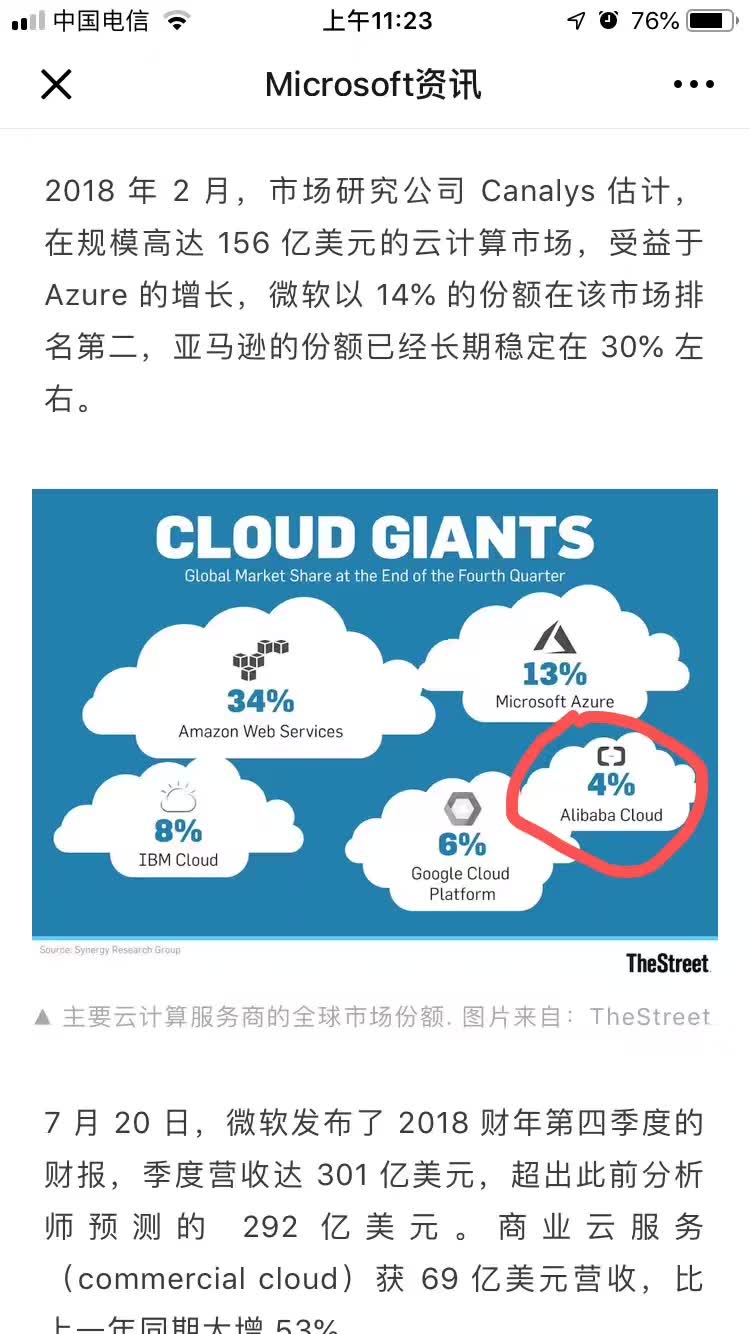 中国电信
上午11:23
76%
Microsoft资讯
2018 年 2 月，市场研究公司 Canalys 估计，
在规模高达 156 亿美元的云计算市场，受益于
Azure 的增长，微软以 14% 的份额在该市场排
名第二，亚马逊的份额已经长期稳定在 30% 左
右。
CLOUD GIANTS
Global Market Share at the End of the Fourth Quarter
34%
Amazon Web Services
13%
Microsoft Azure
4%
Alibaba Cloud
8%
IBM Cloud
6%
Google Cloud
Platform
Source: Synergy Research Group
TheStreet
▲ 主要云计算服务商的全球市场份额. 图片来自：TheStreet
7 月 20 日，微软发布了 2018 财年第四季度的
财报，季度营收达 301 亿美元，超出此前分析
师预测的 292 亿美元。商业云服务
（commercial cloud）获 69 亿美元营收，比
上一年同期大增 53%